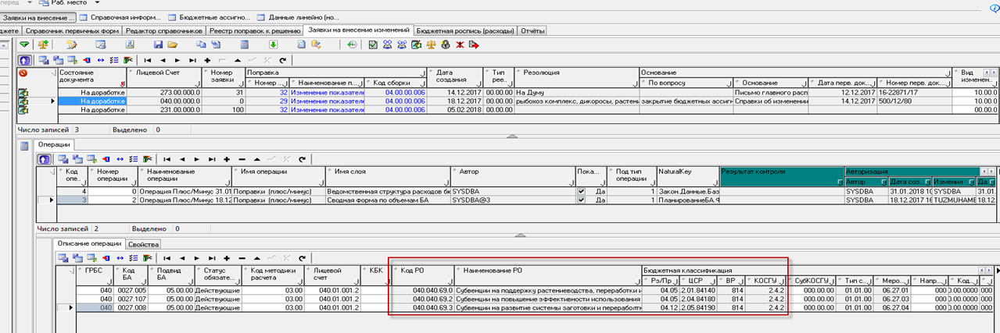 перед Раб. место
Заявки на внесение ... Справочная информ... Бюджетные ассигно... Данные линейно (но...
джете Справочник первичных форм Редактор справочников Реестр поправок к решению Заявки на внесение изменений Бюджетная роспись (расходы) Отчёты
Состояние документа Лицевой Счет Номер заявки Поправка Дата создания Тип рее... Резолюция Основание Вид изменен...
Номер ... Наименование п... Код сборки По вопросу Основание Дата перв. док... Номер перв. док...
На доработке 273.00.000.0 31 32 Изменение показателе 04.00.00.006 14.12.2017 00.00.00 На Думу Письмо главного расп 12.12.2017 16-22871/17 10.00.0
На доработке 040.00.000.0 0 29 Изменение показателе 04.00.00.006 18.12.2017 00.00.00 рыбохоз комплекс, дикоросы, растени закрытие бюджетных ассигн Справки об изменении 14.12.2017 500/12/80 10.00.0
На доработке 231.00.000.0 100 32 Изменение показателе 04.00.00.006 05.02.2018 00.00.00 00.00.0
Число записей 3 Выделено 0
Операции
Код опе... Номер операции Наименование операции Имя операции Имя слоя Автор Пока... Под тип операции NaturalKey Результат контроля Авторизация
Автор Дата соз... Изменил Да
4 0 Операция Плюс/Минус 31.01 Поправки (плюс/минус) Ведомственная структура расходов бю SYSDBA Да 1 Закон.Данные.Баз SYSDBA 31.01.2018 10 SYSDBA 31.01.
3 2 Операция Плюс/Минус 18.12 Поправки (плюс/минус) Сводная Форма по объемам БА SYSDBA@3 Да 1 ПланированиеБА.Ф SYSDBA 18.12.2017 16 TUZMUHAME 18.12.
Число записей 2 Выделено 0
Описание операции Свойства
ГРБС Код БА Подвид БА Статус обязате... Код методики расчета Лицевой счет КБК Код РО Наименование РО Бюджетная классификация
Рз/Пр ЦСР ВР КОСГУ СубКОСГУ Тип с... Меро... Напр... Код...
040 0027.005 05.00.00 Действующие 03.00 040.01.001.2 040.040.69.0 Субвенции на поддержку растениеводства, переработки и 04.05 2.01.84140 814 2.4.2 000.00.00 01.01.00 06.27.01 000 0.00.0000 000
040 0027.107 05.00.00 Действующие 03.00 040.01.001.2 040.040.69.2 Субвенции на повышение эффективности использования 04.05 2.04.84180 814 2.4.2 000.00.00 01.01.00 06.27.03 000 0.00.0000 000
040 0027.008 05.00.00 Действующие 03.00 040.01.001.2 040.040.69.3 Субвенции на развитие системы заготовки и переработк 04.12 2.05.84190 814 2.4.2 000.00.00 01.01.00 06.27.04 000 0.00.0000 000